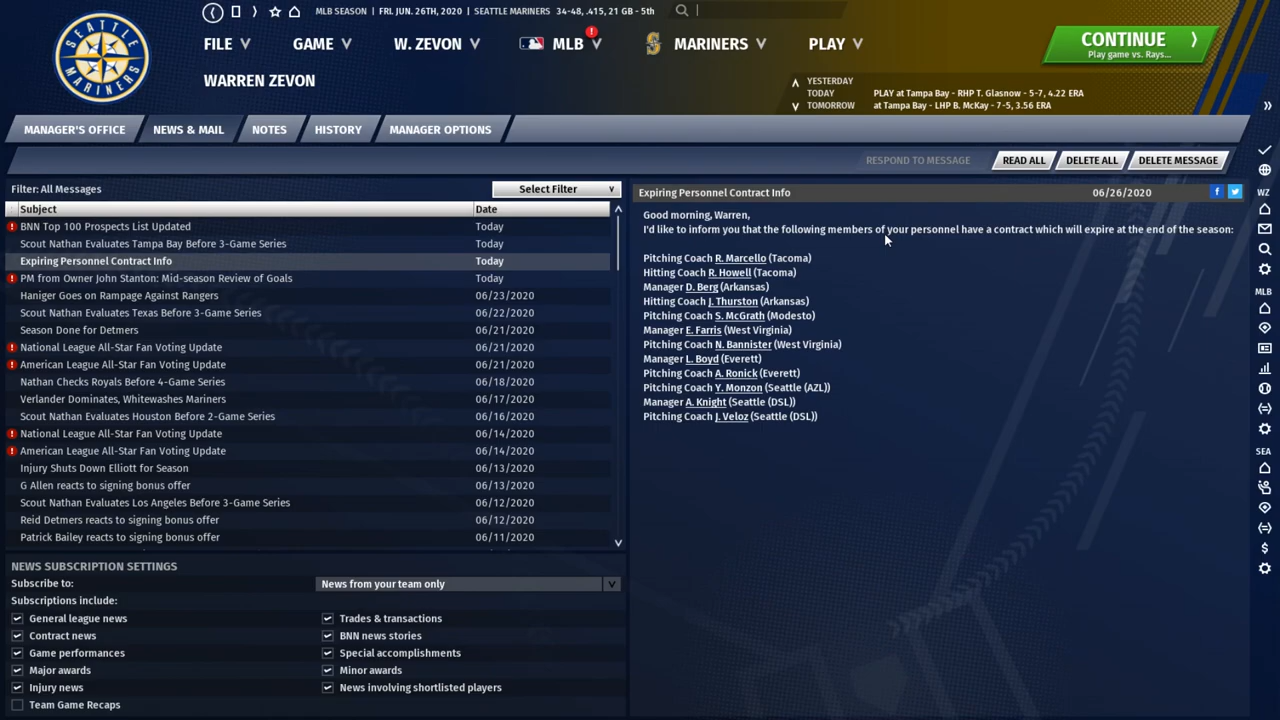 MLB SEASON | FRI. JUN. 26TH, 2020 | SEATTLE MARINERS 34-48, .415, 21 GB - 5th
SEATTLE
MARINERS
FILE GAME W. ZEVON MLB MARINERS PLAY
CONTINUE
Play game vs. Rays...
WARREN ZEVON
YESTERDAY
TODAY PLAY at Tampa Bay - RHP T. Glasnow - 5-7, 4.22 ERA
TOMORROW at Tampa Bay - LHP B. McKay - 7-5, 3.56 ERA
MANAGER'S OFFICE NEWS & MAIL NOTES HISTORY MANAGER OPTIONS
RESPOND TO MESSAGE READ ALL DELETE ALL DELETE MESSAGE
Filter: All Messages Select Filter
Subject Date
BNN Top 100 Prospects List Updated Today
Scout Nathan Evaluates Tampa Bay Before 3-Game Series Today
Expiring Personnel Contract Info Today
PM from Owner John Stanton: Mid-season Review of Goals Today
Haniger Goes on Rampage Against Rangers 06/23/2020
Scout Nathan Evaluates Texas Before 3-Game Series 06/22/2020
Season Done for Detmers 06/21/2020
National League All-Star Fan Voting Update 06/21/2020
American League All-Star Fan Voting Update 06/21/2020
Nathan Checks Royals Before 4-Game Series 06/18/2020
Verlander Dominates, Whitewashes Mariners 06/17/2020
Scout Nathan Evaluates Houston Before 2-Game Series 06/16/2020
National League All-Star Fan Voting Update 06/14/2020
American League All-Star Fan Voting Update 06/14/2020
Injury Shuts Down Elliott for Season 06/13/2020
G Allen reacts to signing bonus offer 06/13/2020
Scout Nathan Evaluates Los Angeles Before 3-Game Series 06/12/2020
Reid Detmers reacts to signing bonus offer 06/12/2020
Patrick Bailey reacts to signing bonus offer 06/11/2020
Expiring Personnel Contract Info 06/26/2020
Good morning, Warren,
I'd like to inform you that the following members of your personnel have a contract which will expire at the end of the season:
Pitching Coach R. Marcello (Tacoma)
Hitting Coach R. Howell (Tacoma)
Manager D. Berg (Arkansas)
Hitting Coach J. Thurston (Arkansas)
Pitching Coach S. McGrath (Modesto)
Manager E. Farris (West Virginia)
Pitching Coach N. Bannister (West Virginia)
Manager L. Boyd (Everett)
Pitching Coach A. Ronick (Everett)
Pitching Coach Y. Monzon (Seattle (AZL))
Manager A. Knight (Seattle (DSL))
Pitching Coach J. Veloz (Seattle (DSL))
NEWS SUBSCRIPTION SETTINGS
Subscribe to: News from your team only
Subscriptions include:
General league news Trades & transactions
Contract news BNN news stories
Game performances Special accomplishments
Major awards Minor awards
Injury news News involving shortlisted players
Team Game Recaps
WZ
MLB
SEA